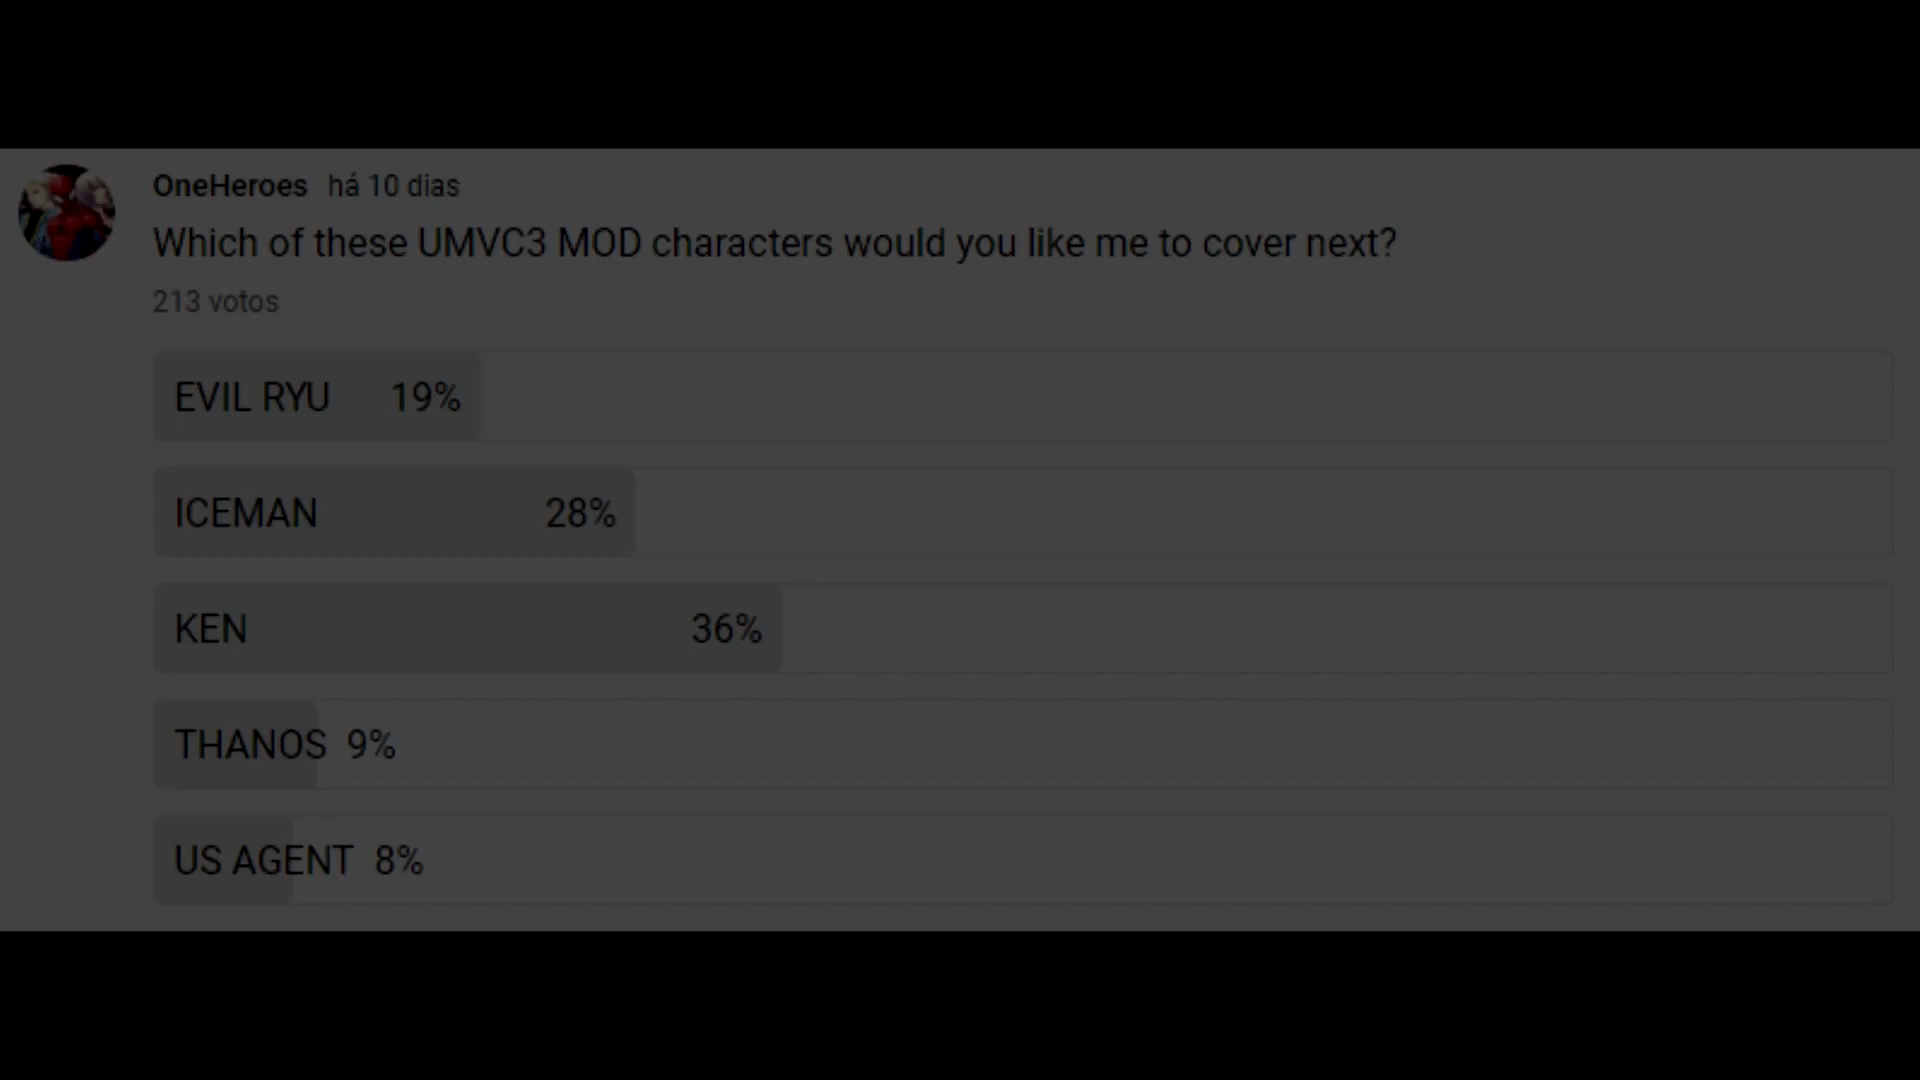 OneHeroes há 10 dias
Which of these UMVC3 MOD characters would you like me to cover next?
213 votos
EVIL RYU 19%
ICEMAN 28%
KEN 36%
THANOS 9%
US AGENT 8%